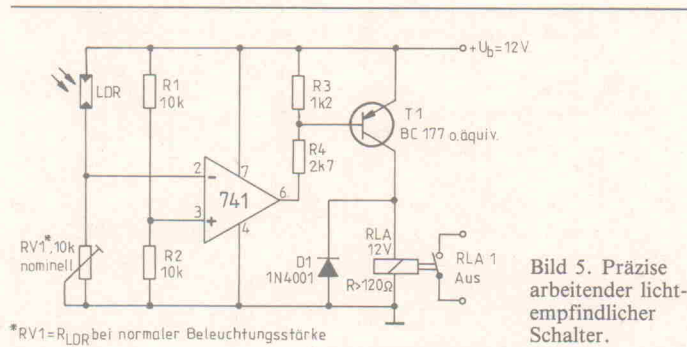 +Ub=12V
LDR
R1
10k
R3
1k2
T1
BC 177 o.äquiv.
R4
2k7
2
-
7
741
6
3
+
4
RV1*,10k
nominell
R2
10k
D1
1N4001
RLA
12V
R>120Ω
RLA 1
Aus
*RV1=RLDR bei normaler Beleuchtungsstärke
Bild 5. Präzise
arbeitender licht-
empfindlicher
Schalter.